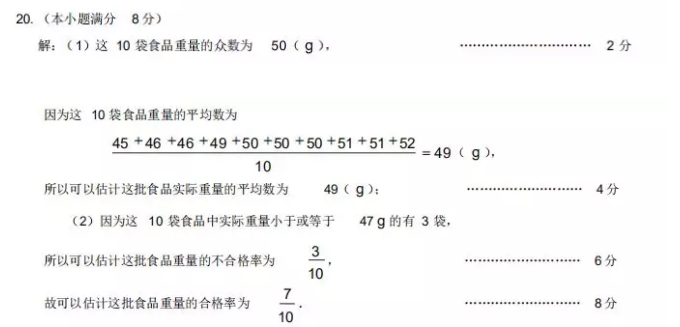 20. （本小题满分 8 分）
解：（1）这 10 袋食品重量的众数为 50（ g ）， ………………………… 2 分
因为这 10 袋食品重量的平均数为
45 +46 +46 +49 +50 +50 +50 +51 +51 +52
10
= 49（ g ），
所以可以估计这批食品实际重量的平均数为 49（ g ）； ………………………… 4 分
（2）因为这 10 袋食品中实际重量小于或等于 47 g 的有 3 袋，
所以可以估计这批食品重量的不合格率为 3/10 ， ………………………… 6 分
故可以估计这批食品重量的合格率为 7/10 ． ………………………… 8 分